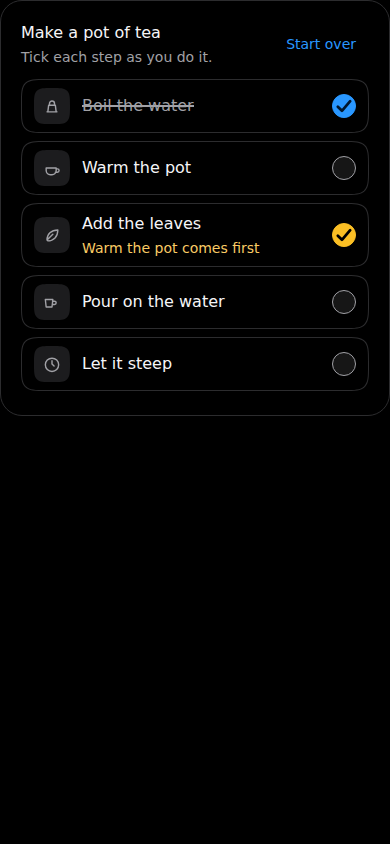 Make a pot of tea
Tick each step as you do it.
Start over
Boil the water
Warm the pot
Add the leaves
Warm the pot comes first
Pour on the water
Let it steep